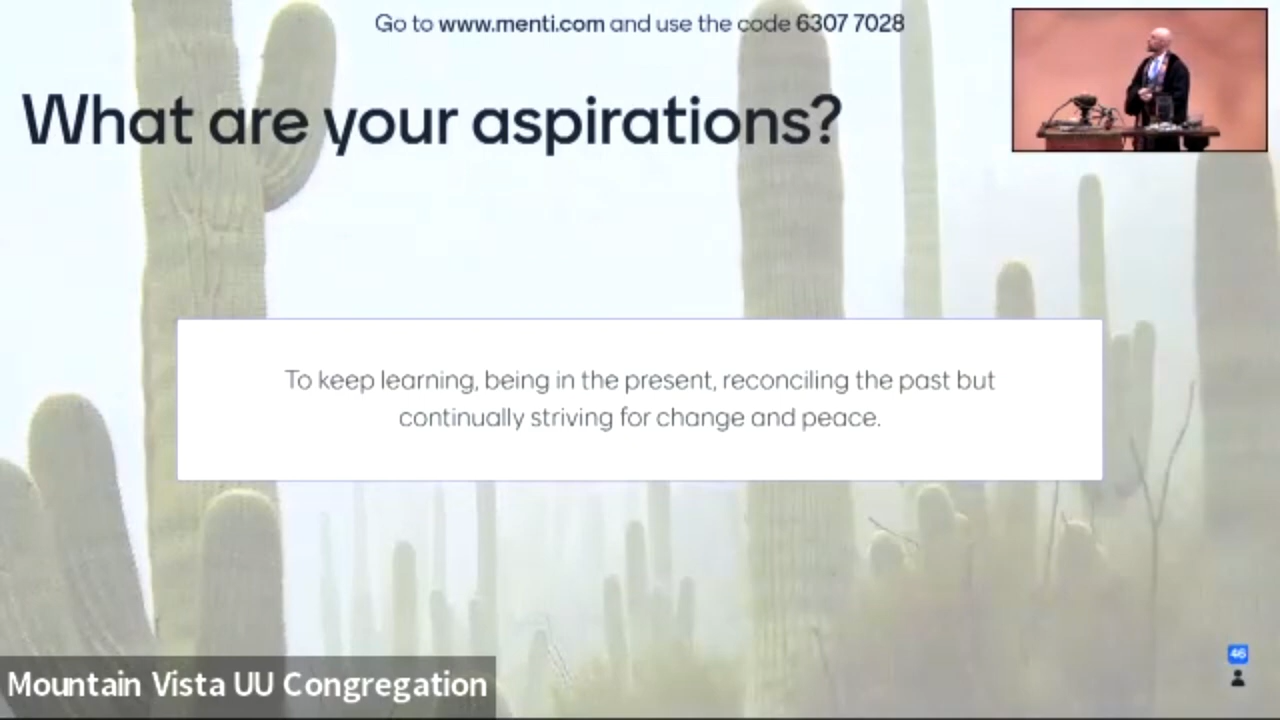 Go to www.menti.com and use the code 6307 7028
What are your aspirations?
To keep learning, being in the present, reconciling the past but
continually striving for change and peace.
46
Mountain Vista UU Congregation